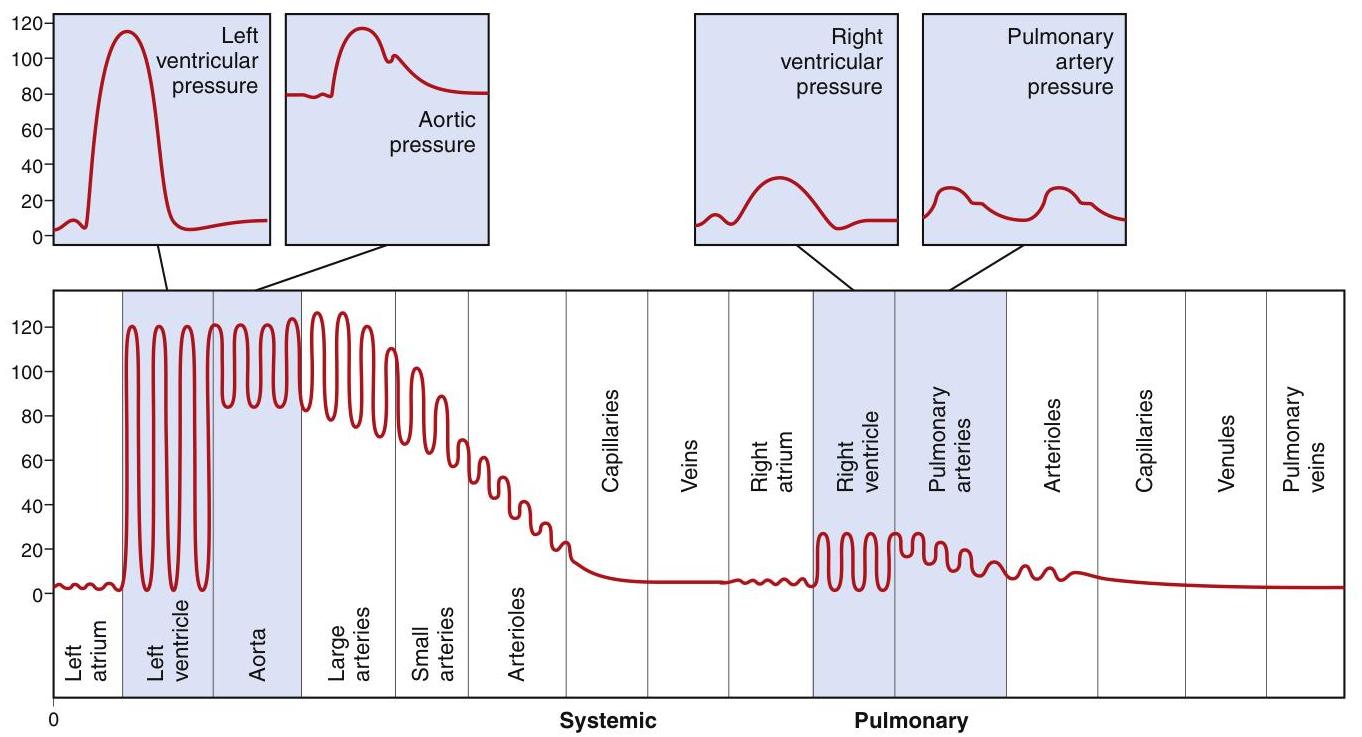 120
100
80
60
40
20
0
Left
ventricular
pressure
Aortic
pressure
Right
ventricular
pressure
Pulmonary
artery
pressure
120
100
80
60
40
20
0
Left
atrium
Left
ventricle
Aorta
Large
arteries
Small
arteries
Arterioles
Capillaries
Veins
Right
atrium
Right
ventricle
Pulmonary
arteries
Arterioles
Capillaries
Venules
Pulmonary
veins
0
Systemic
Pulmonary